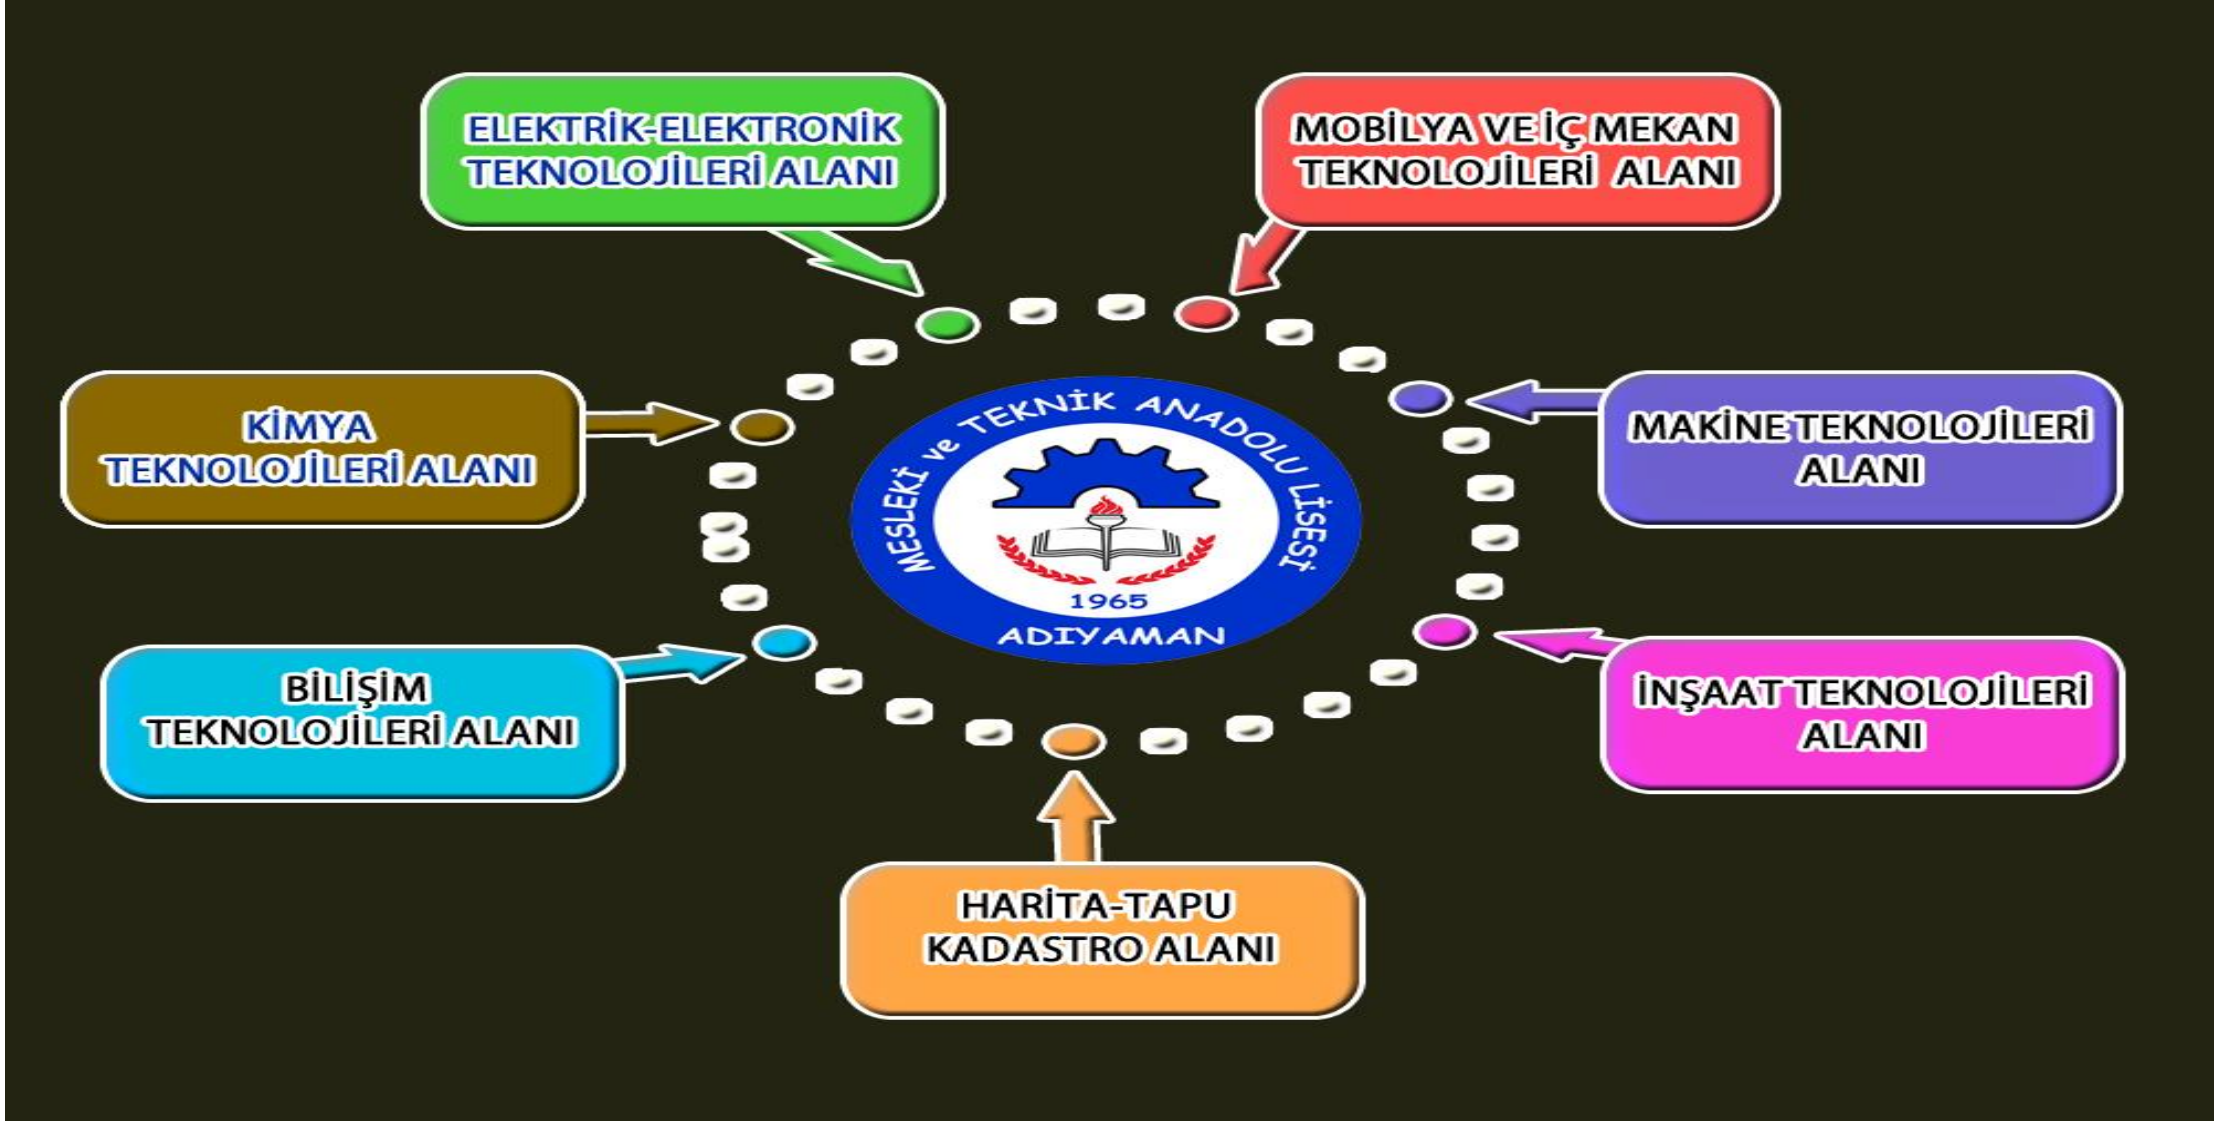 ELEKTRİK-ELEKTRONİK
TEKNOLOJİLERİ ALANI
MOBİLYA VE İÇ MEKAN
TEKNOLOJİLERİ ALANI
KİMYA
TEKNOLOJİLERİ ALANI
MESLEKİ ve TEKNİK ANADOLU LİSESİ
1965
ADIYAMAN
MAKİNE TEKNOLOJİLERİ
ALANI
BİLİŞİM
TEKNOLOJİLERİ ALANI
İNŞAAT TEKNOLOJİLERİ
ALANI
HARİTA-TAPU
KADASTRO ALANI